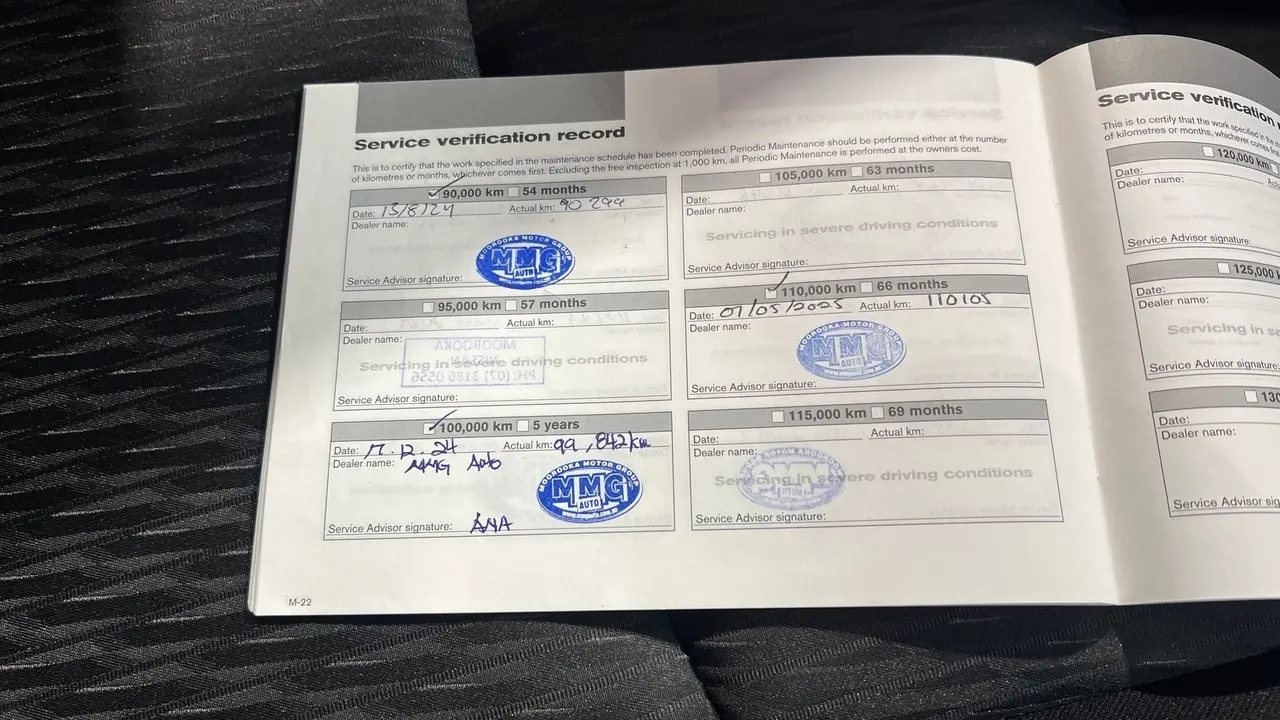 Service verification record
This is to certify that the work specified in the maintenance schedule has been completed. Periodic Maintenance should be performed either at the number
of kilometres or months, whichever comes first. Excluding the free inspection at 1,000 km, all Periodic Maintenance is performed at the owners cost.
90,000 km 54 months
Date: 13/8/24 Actual km: 90 299
Dealer name:
MOOROOKA MOTOR GROUP
MMG
AUTO
Service Advisor signature:
95,000 km 57 months
Date: Actual km:
Dealer name:
MOOROOKA
NISSAN
PH: (07) 3186 0556
Servicing in severe driving conditions
Service Advisor signature:
100,000 km 5 years
Date: 17.12.24 Actual km: 99,842km
Dealer name: MMG Auto
MOOROOKA MOTOR GROUP
MMG
AUTO
Service Advisor signature:
105,000 km 63 months
Date: Actual km:
Dealer name:
Servicing in severe driving conditions
Service Advisor signature:
110,000 km 66 months
Date: 01/05/2025 Actual km: 110105
Dealer name:
MOOROOKA MOTOR GROUP
MMG
AUTO
Service Advisor signature:
115,000 km 69 months
Date: Actual km:
Dealer name:
Servicing in severe driving conditions
Service Advisor signature:
M-22
Service verification
This is to certify that the work specified in the
of kilometres or months, whichever comes first.
120,000 km
Date:
Dealer name:
Service Advisor signature:
125,000
Date:
Dealer name:
Servicing in
Service Advisor signature:
130
Date:
Dealer name:
Service Advisor sig